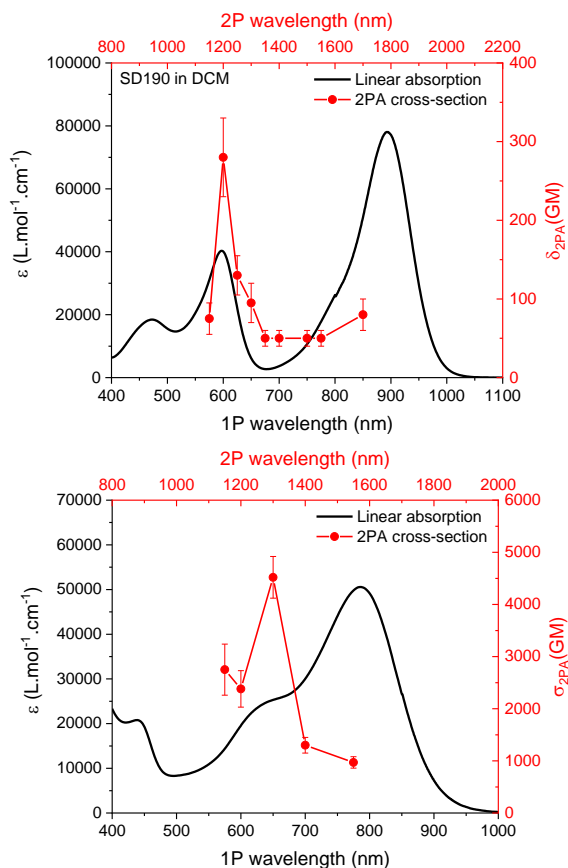 2P wavelength (nm)
800 1000 1200 1400 1600 1800 2000 2200
SD190 in DCM
Linear absorption
2PA cross-section
100000
80000
60000
40000
20000
0
ε (L.mol⁻¹.cm⁻¹)
400
300
200
100
0
δ2PA(GM)
400 500 600 700 800 900 1000 1100
1P wavelength (nm)
2P wavelength (nm)
800 1000 1200 1400 1600 1800 2000
Linear absorption
2PA cross-section
70000
60000
50000
40000
30000
20000
10000
0
ε (L.mol⁻¹.cm⁻¹)
6000
5000
4000
3000
2000
1000
0
σ2PA(GM)
400 500 600 700 800 900 1000
1P wavelength (nm)